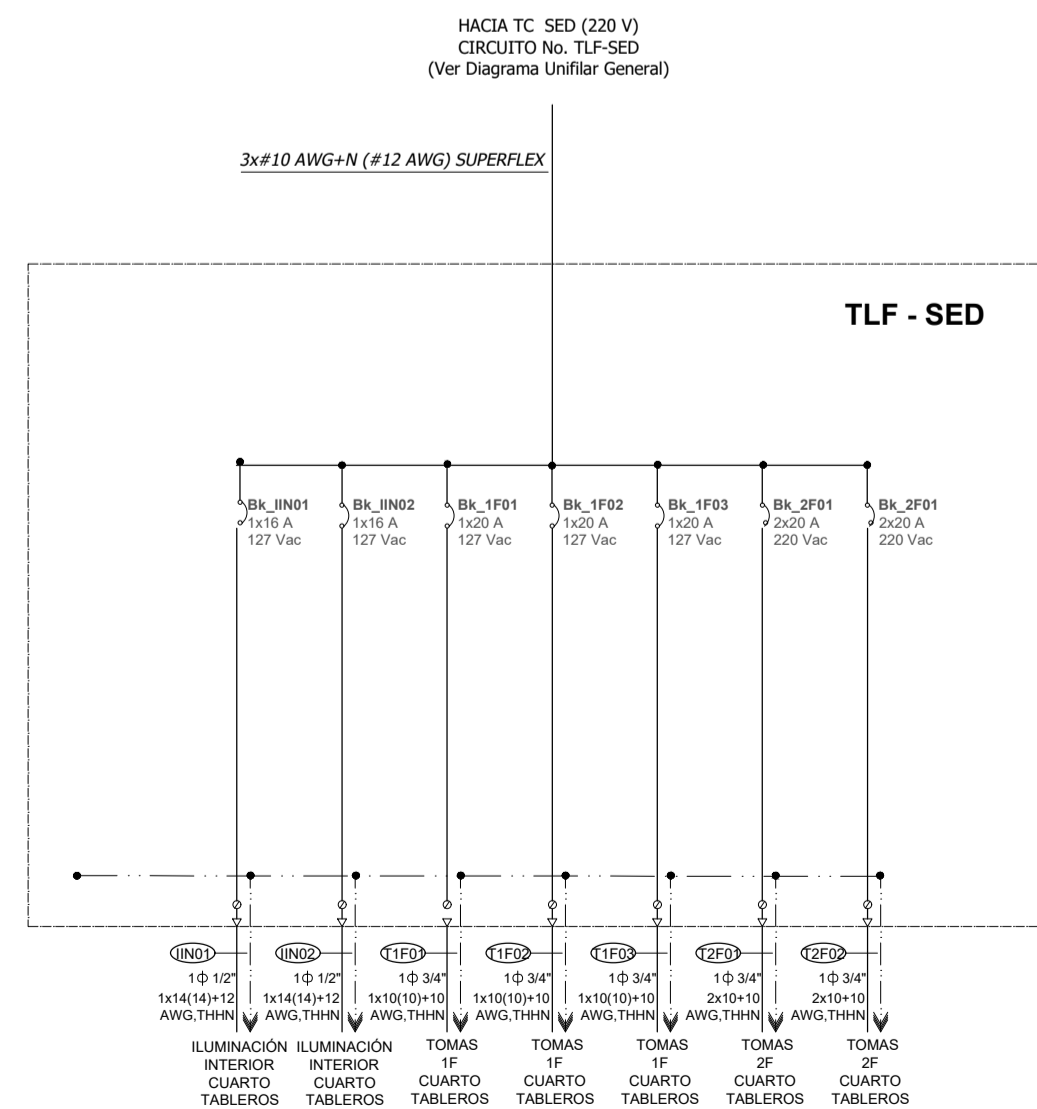 HACIA TC SED (220 V)
CIRCUITO No. TLF-SED
(Ver Diagrama Unifilar General)
3x#10 AWG+N (#12 AWG) SUPERFLEX
TLF - SED
Bk_IIN01
1x16 A
127 Vac
Bk_IIN02
1x16 A
127 Vac
Bk_1F01
1x20 A
127 Vac
Bk_1F02
1x20 A
127 Vac
Bk_1F03
1x20 A
127 Vac
Bk_2F01
2x20 A
220 Vac
Bk_2F01
2x20 A
220 Vac
IIN01
1Φ 1/2"
1x14(14)+12
AWG,THHN
ILUMINACIÓN
INTERIOR
CUARTO
TABLEROS
IIN02
1Φ 1/2"
1x14(14)+12
AWG,THHN
ILUMINACIÓN
INTERIOR
CUARTO
TABLEROS
T1F01
1Φ 3/4"
1x10(10)+10
AWG,THHN
TOMAS
1F
CUARTO
TABLEROS
T1F02
1Φ 3/4"
1x10(10)+10
AWG,THHN
TOMAS
1F
CUARTO
TABLEROS
T1F03
1Φ 3/4"
1x10(10)+10
AWG,THHN
TOMAS
1F
CUARTO
TABLEROS
T2F01
1Φ 3/4"
2x10+10
AWG,THHN
TOMAS
2F
CUARTO
TABLEROS
T2F02
1Φ 3/4"
2x10+10
AWG,THHN
TOMAS
2F
CUARTO
TABLEROS